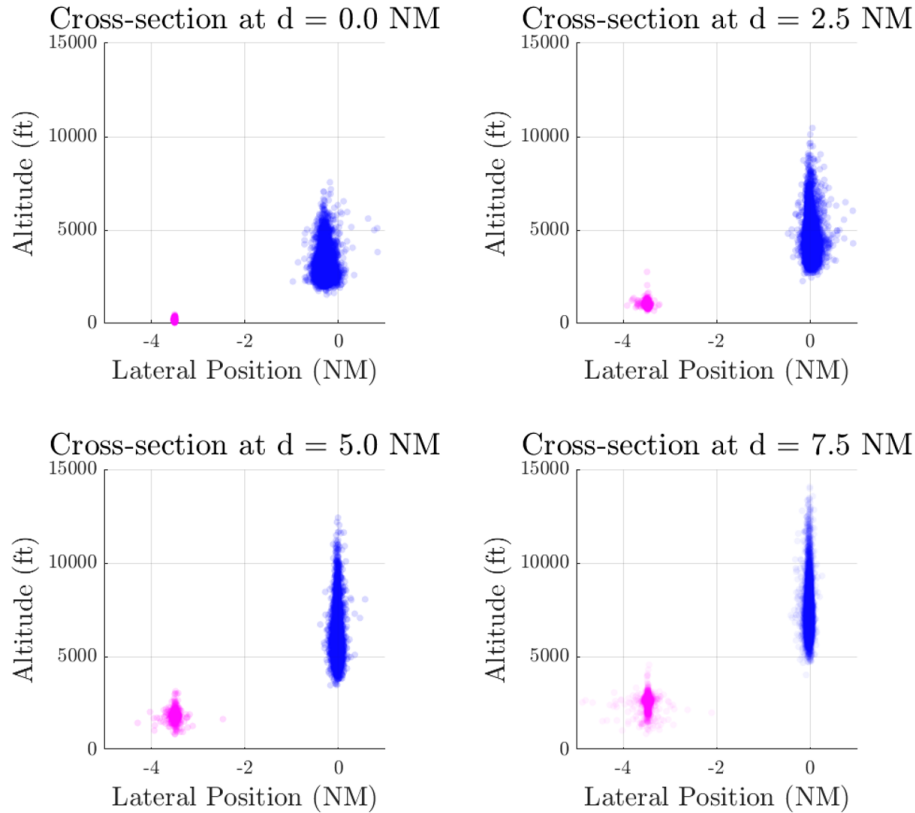 Cross-section at d = 0.0 NM
15000
10000
5000
0
Altitude (ft)
-4 -2 0
Lateral Position (NM)
Cross-section at d = 2.5 NM
15000
10000
5000
0
Altitude (ft)
-4 -2 0
Lateral Position (NM)
Cross-section at d = 5.0 NM
15000
10000
5000
0
Altitude (ft)
-4 -2 0
Lateral Position (NM)
Cross-section at d = 7.5 NM
15000
10000
5000
0
Altitude (ft)
-4 -2 0
Lateral Position (NM)